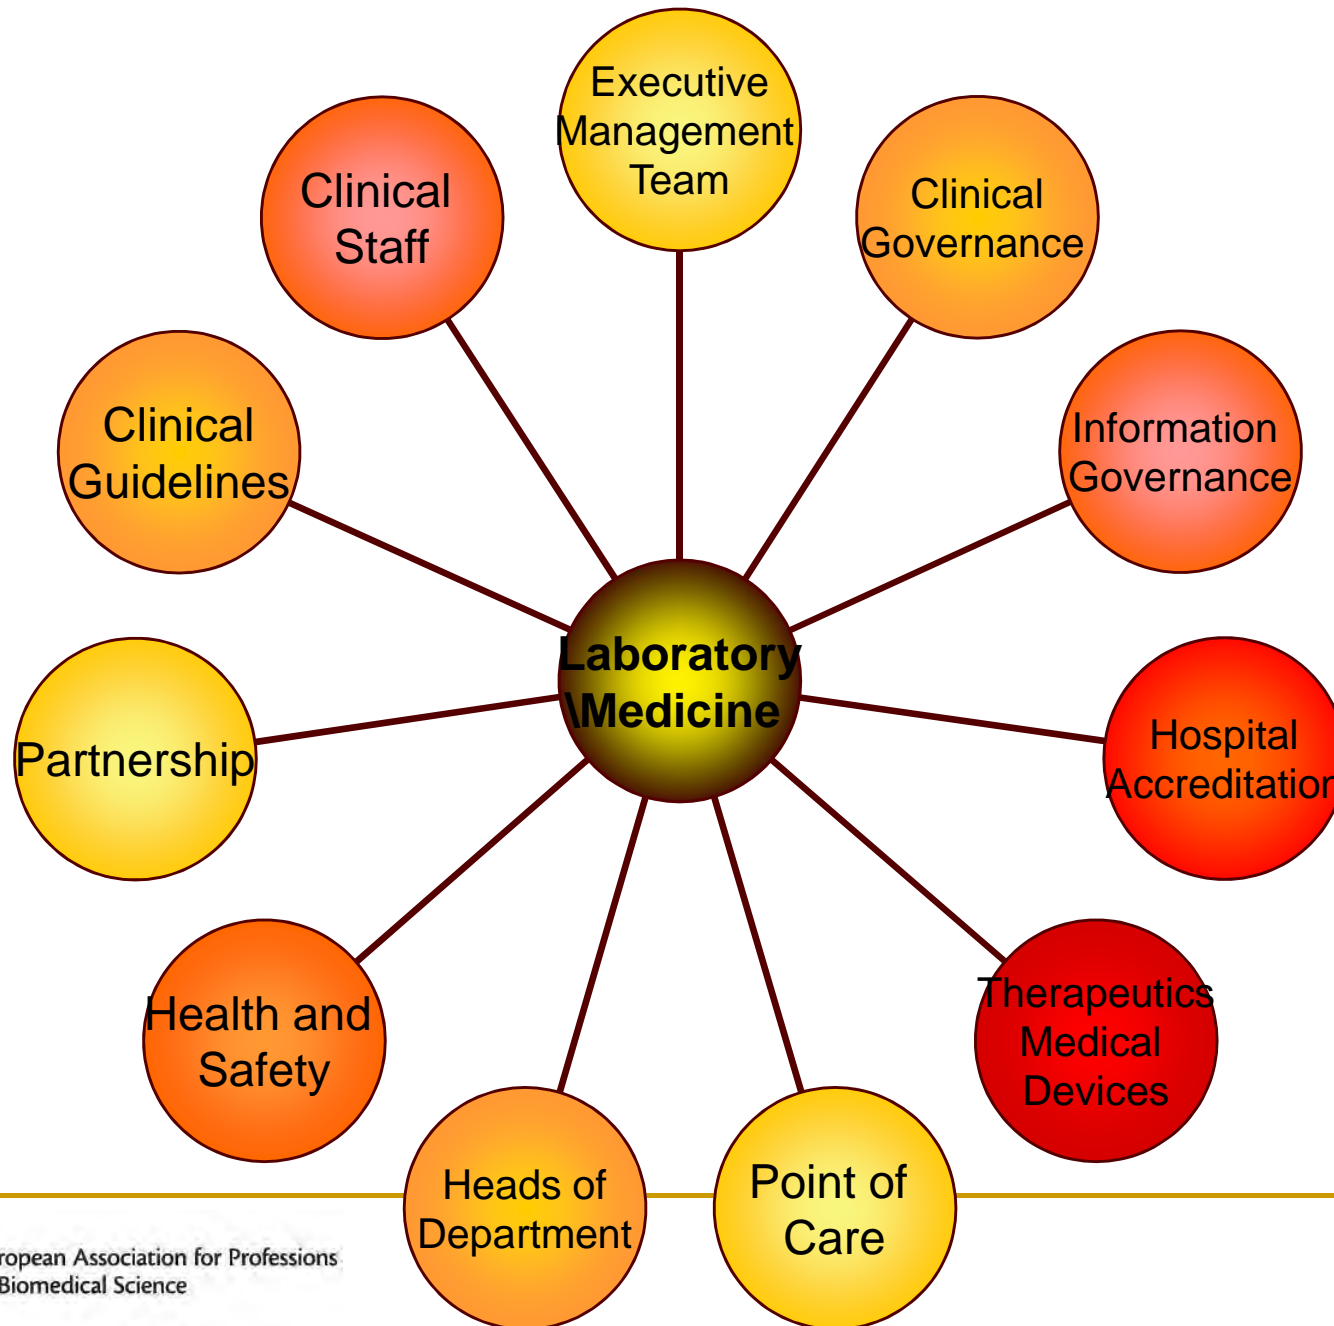 Executive
Management
Team
Clinical
Governance
Information
Governance
Hospital
Accreditation
Therapeutics
Medical
Devices
Point of
Care
Heads of
Department
Health and
Safety
Partnership
Clinical
Guidelines
Clinical
Staff
Laboratory
\Medicine
ropean Association for Professions
Biomedical Science